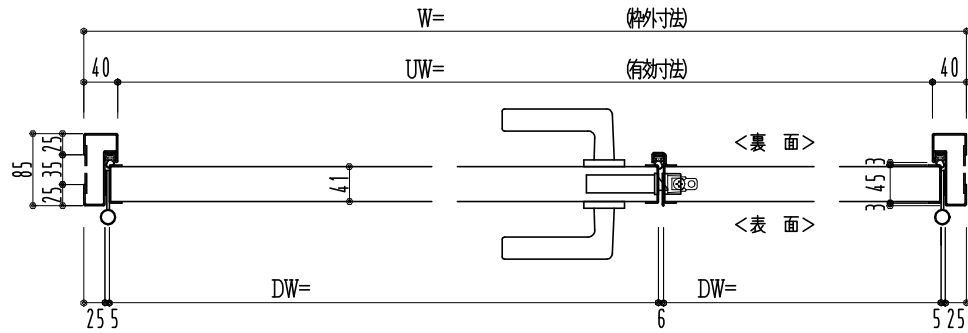 W= (枠外寸法)
40 UW= (有効寸法) 40
85 25 35 25
<裏 面>
41
3 45 3
<表 面>
DW= DW=
25 5 6 5 25